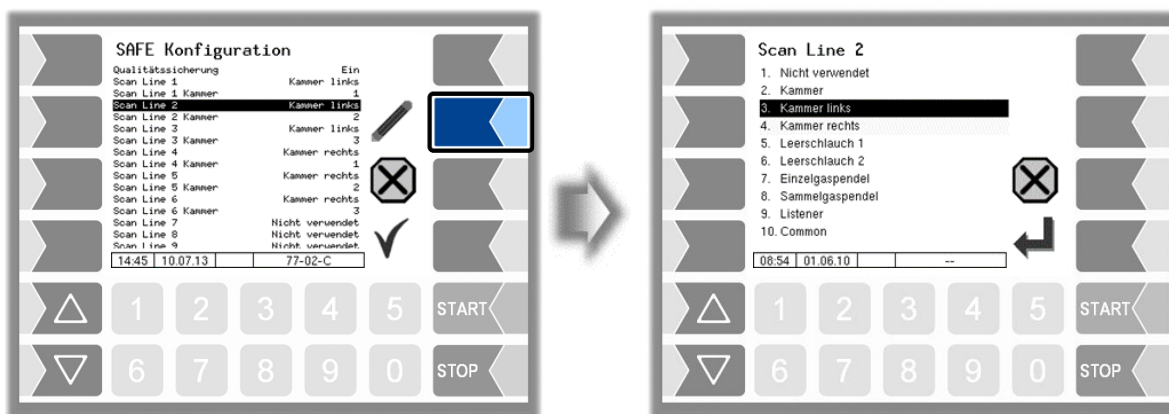 SAFE Konfiguration
Qualitätssicherung Ein
Scan Line 1 Kammer links
Scan Line 1 Kammer 1
Scan Line 2 Kammer links
Scan Line 2 Kammer 2
Scan Line 3 Kammer links
Scan Line 3 Kammer 3
Scan Line 4 Kammer rechts
Scan Line 4 Kammer 1
Scan Line 5 Kammer rechts
Scan Line 5 Kammer 2
Scan Line 6 Kammer rechts
Scan Line 6 Kammer 3
Scan Line 7 Nicht verwendet
Scan Line 8 Nicht verwendet
Scan Line 9 Nicht verwendet
14:45 10.07.13 77-02-C
1 2 3 4 5 START
6 7 8 9 0 STOP
Scan Line 2
1. Nicht verwendet
2. Kammer
3. Kammer links
4. Kammer rechts
5. Leerschlauch 1
6. Leerschlauch 2
7. Einzelgaspendel
8. Sammelgaspendel
9. Listener
10. Common
08:54 01.06.10 --
1 2 3 4 5 START
6 7 8 9 0 STOP